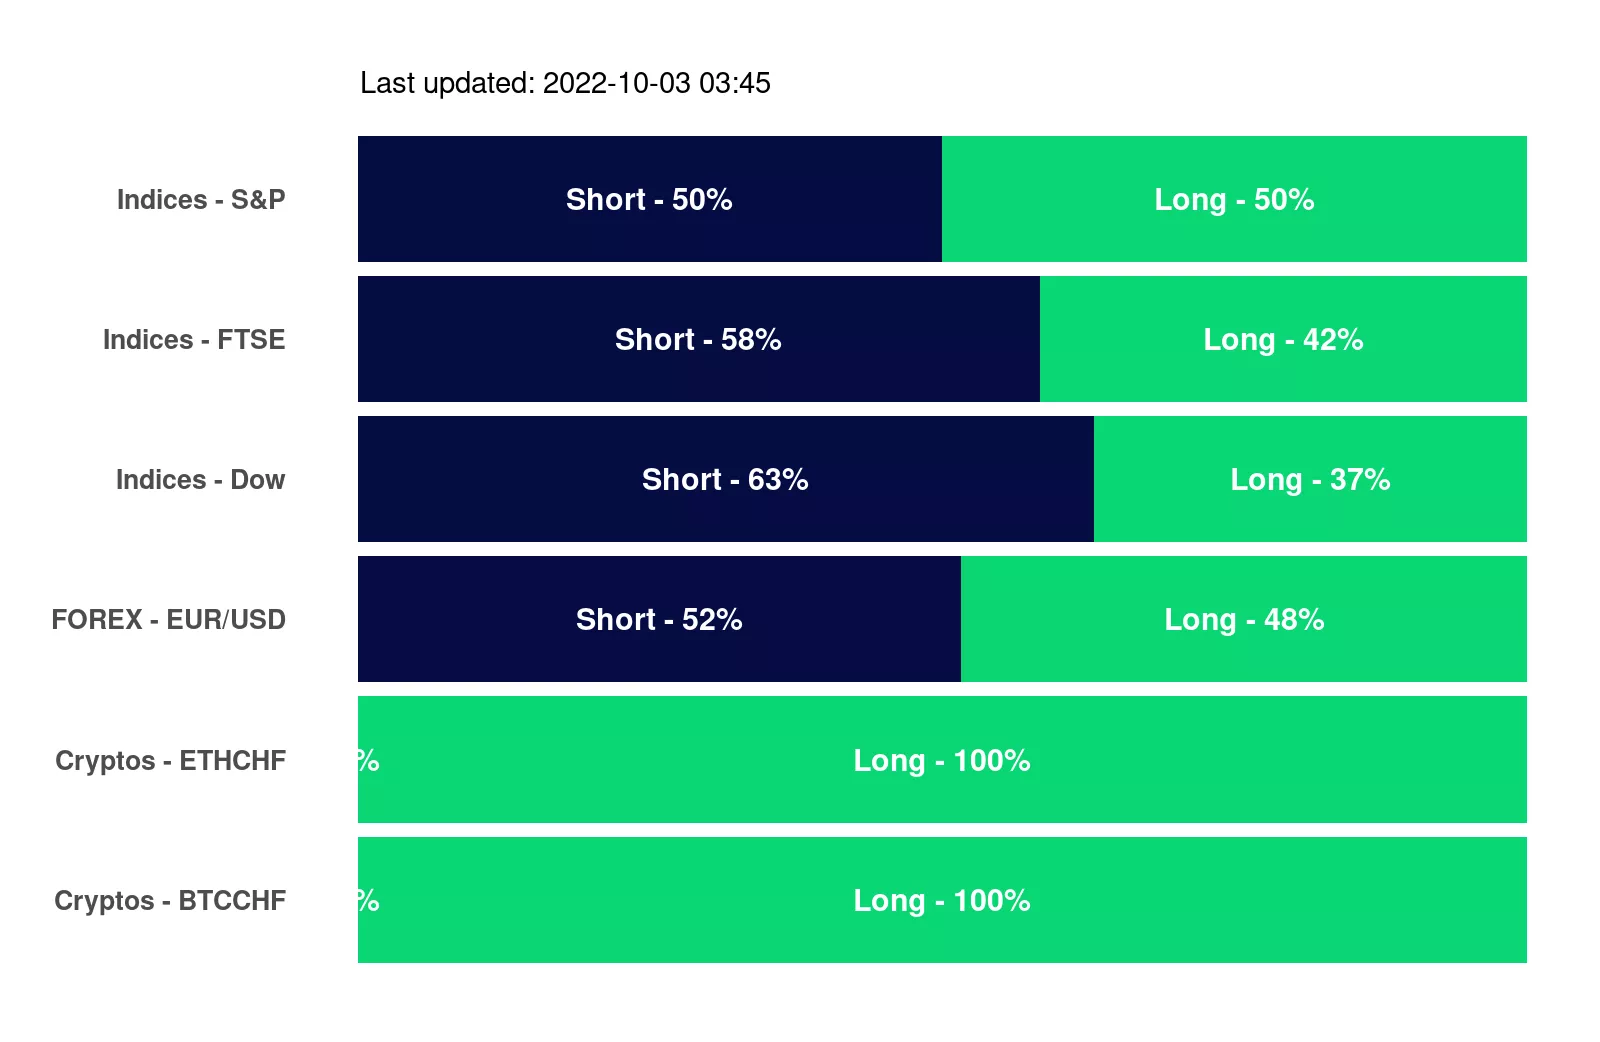 Last updated: 2022-10-03 03:45
Indices - S&P Short - 50% Long - 50%
Indices - FTSE Short - 58% Long - 42%
Indices - Dow Short - 63% Long - 37%
FOREX - EUR/USD Short - 52% Long - 48%
Cryptos - ETHCHF % Long - 100%
Cryptos - BTCCHF % Long - 100%